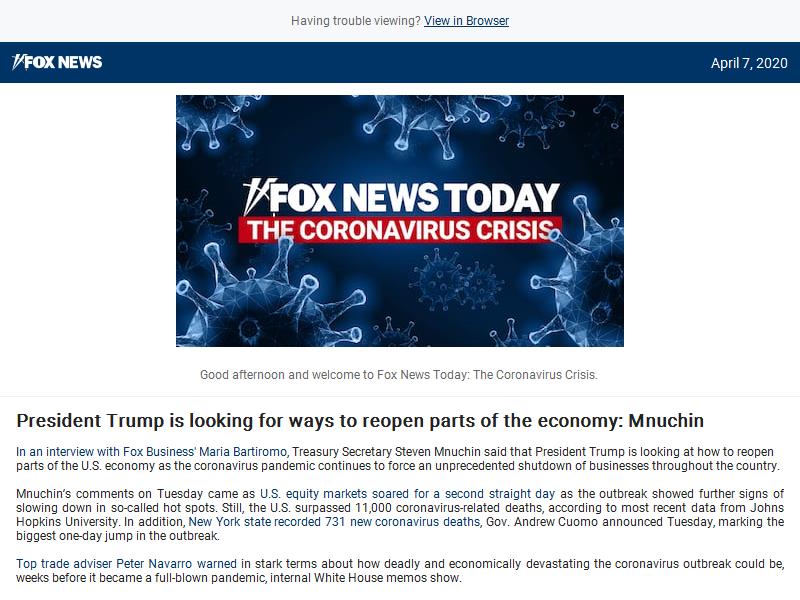 Having trouble viewing? View in Browser
FOX NEWS
April 7, 2020
FOX NEWS TODAY
THE CORONAVIRUS CRISIS
Good afternoon and welcome to Fox News Today: The Coronavirus Crisis.
President Trump is looking for ways to reopen parts of the economy: Mnuchin
In an interview with Fox Business' Maria Bartiromo, Treasury Secretary Steven Mnuchin said that President Trump is looking at how to reopen
parts of the U.S. economy as the coronavirus pandemic continues to force an unprecedented shutdown of businesses throughout the country.
Mnuchin's comments on Tuesday came as U.S. equity markets soared for a second straight day as the outbreak showed further signs of
slowing down in so-called hot spots. Still, the U.S. surpassed 11,000 coronavirus-related deaths, according to most recent data from Johns
Hopkins University. In addition, New York state recorded 731 new coronavirus deaths, Gov. Andrew Cuomo announced Tuesday, marking the
biggest one-day jump in the outbreak.
Top trade adviser Peter Navarro warned in stark terms about how deadly and economically devastating the coronavirus outbreak could be,
weeks before it became a full-blown pandemic, internal White House memos show.